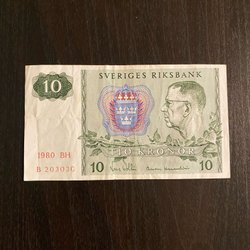 SVERIGES RIKSBANK
10
1980 BH
B 203030
TIO KRONOR
10